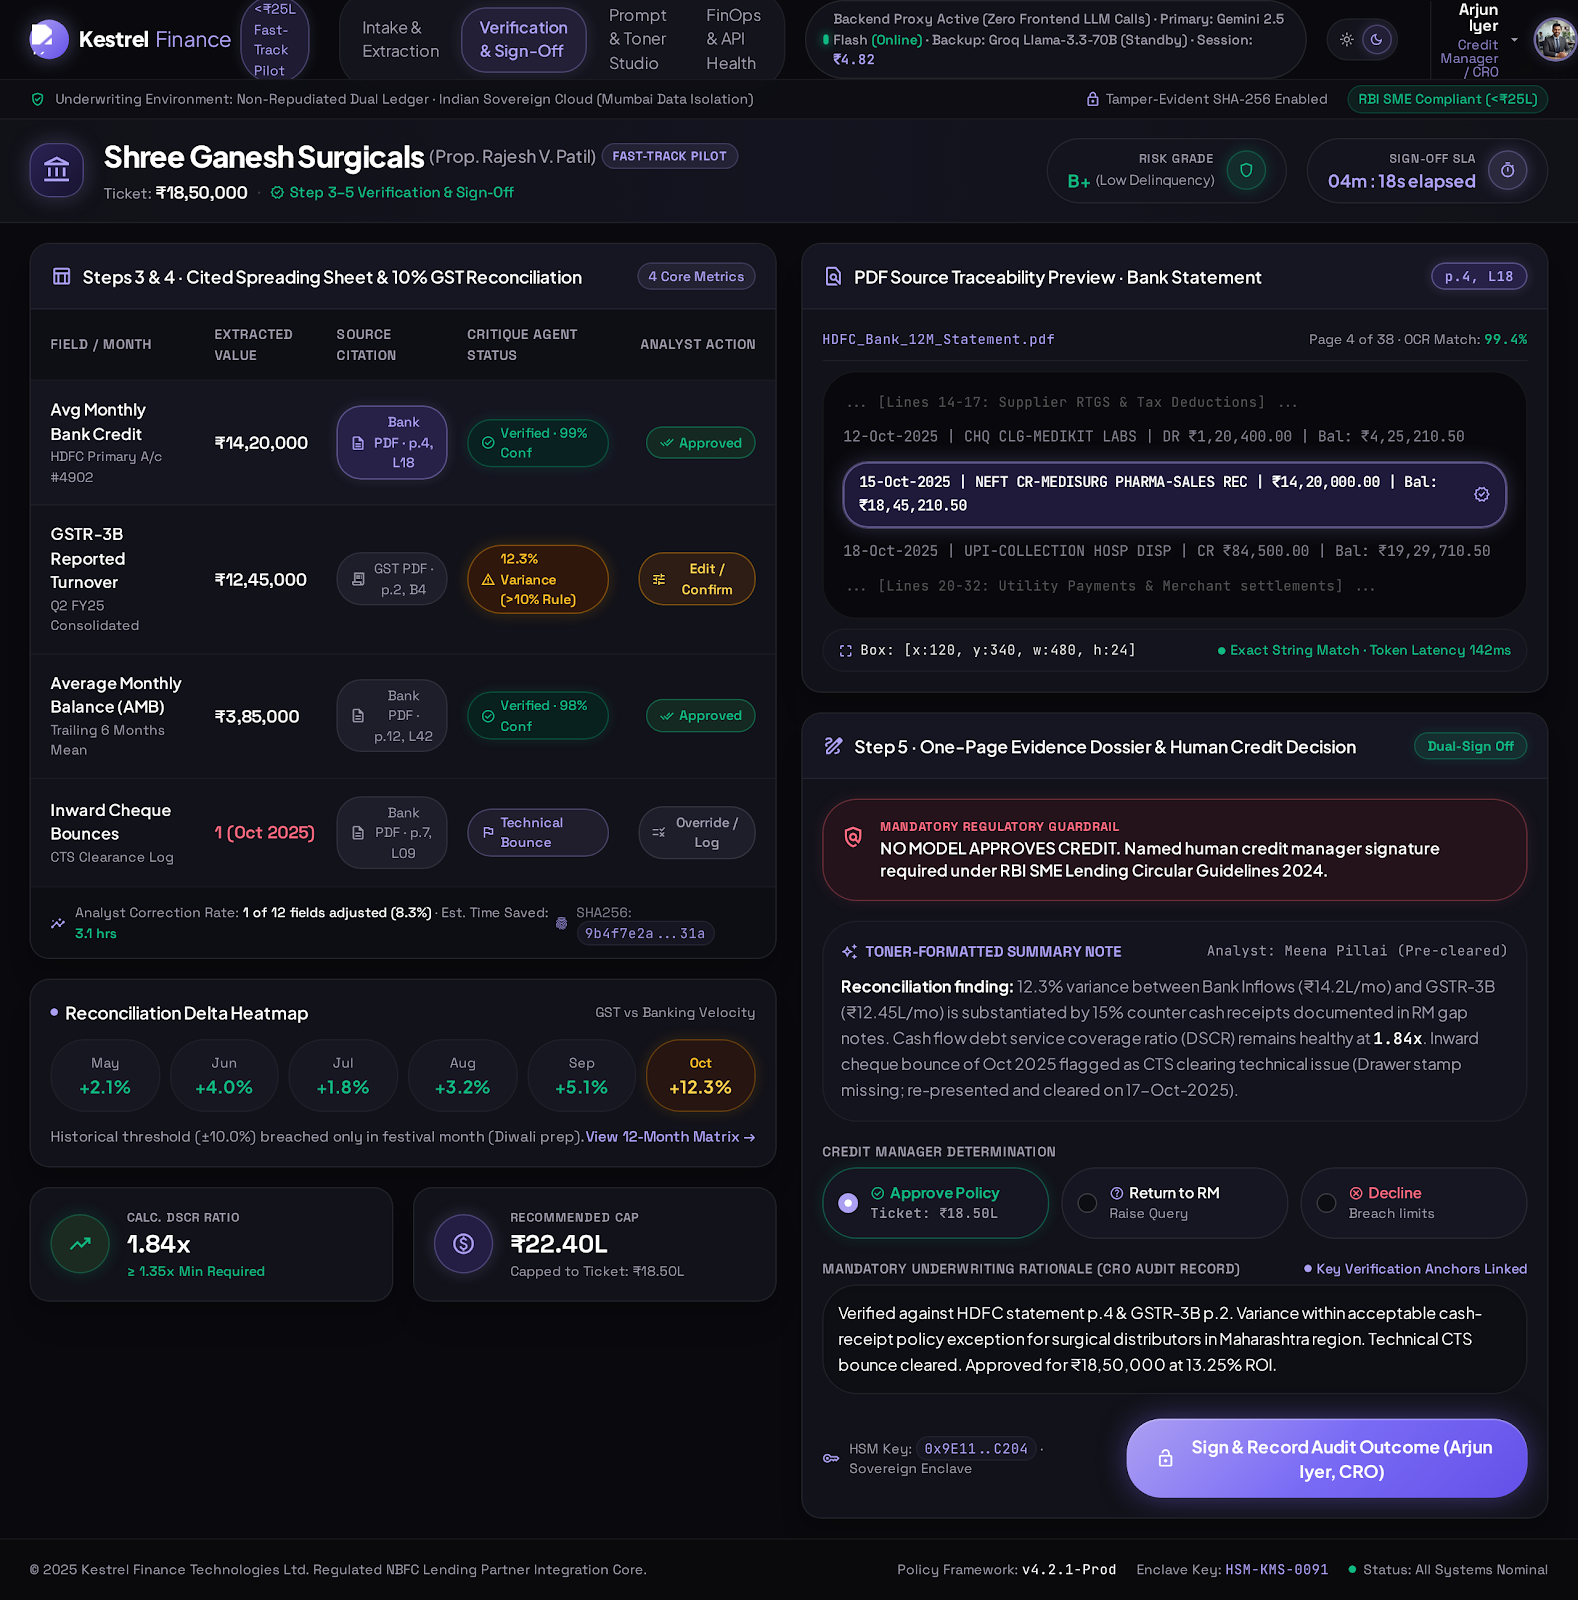 Kestrel Finance
<₹25L
Fast-
Track
Pilot
Intake &
Extraction
Verification
& Sign-Off
Prompt
& Toner
Studio
FinOps
& API
Health
Backend Proxy Active (Zero Frontend LLM Calls) · Primary: Gemini 2.5
Flash (Online) · Backup: Groq Llama-3.3-70B (Standby) · Session:
₹4.82
Arjun
Iyer
Credit
Manager
/ CRO
Underwriting Environment: Non-Repudiated Dual Ledger · Indian Sovereign Cloud (Mumbai Data Isolation)
Tamper-Evident SHA-256 Enabled
RBI SME Compliant (<₹25L)
Shree Ganesh Surgicals (Prop. Rajesh V. Patil) FAST-TRACK PILOT
Ticket: ₹18,50,000 · Step 3–5 Verification & Sign-Off
RISK GRADE
B+ (Low Delinquency)
SIGN-OFF SLA
04m : 18s elapsed
Steps 3 & 4 · Cited Spreading Sheet & 10% GST Reconciliation
4 Core Metrics
FIELD / MONTH
EXTRACTED
VALUE
SOURCE
CITATION
CRITIQUE AGENT
STATUS
ANALYST ACTION
Avg Monthly
Bank Credit
HDFC Primary A/c
#4902
₹14,20,000
Bank
PDF · p.4,
L18
Verified · 99%
Conf
Approved
GSTR-3B
Reported
Turnover
Q2 FY25
Consolidated
₹12,45,000
GST PDF ·
p.2, B4
12.3%
Variance
(>10% Rule)
Edit /
Confirm
Average Monthly
Balance (AMB)
Trailing 6 Months
Mean
₹3,85,000
Bank
PDF ·
p.12, L42
Verified · 98%
Conf
Approved
Inward Cheque
Bounces
CTS Clearance Log
1 (Oct 2025)
Bank
PDF · p.7,
L09
Technical
Bounce
Override /
Log
Analyst Correction Rate: 1 of 12 fields adjusted (8.3%) · Est. Time Saved:
3.1 hrs
SHA256:
9b4f7e2a...31a
Reconciliation Delta Heatmap
GST vs Banking Velocity
May
+2.1%
Jun
+4.0%
Jul
+1.8%
Aug
+3.2%
Sep
+5.1%
Oct
+12.3%
Historical threshold (±10.0%) breached only in festival month (Diwali prep). View 12-Month Matrix →
CALC. DSCR RATIO
1.84x
≥ 1.35x Min Required
RECOMMENDED CAP
₹22.40L
Capped to Ticket: ₹18.50L
PDF Source Traceability Preview · Bank Statement
p.4, L18
HDFC_Bank_12M_Statement.pdf
Page 4 of 38 · OCR Match: 99.4%
... [Lines 14-17: Supplier RTGS & Tax Deductions] ...
12-Oct-2025 | CHQ CLG-MEDIKIT LABS | DR ₹1,20,400.00 | Bal: ₹4,25,210.50
15-Oct-2025 | NEFT CR-MEDISURG PHARMA-SALES REC | ₹14,20,000.00 | Bal:
₹18,45,210.50
18-Oct-2025 | UPI-COLLECTION HOSP DISP | CR ₹84,500.00 | Bal: ₹19,29,710.50
... [Lines 20-32: Utility Payments & Merchant settlements] ...
Box: [x:120, y:340, w:480, h:24]
Exact String Match · Token Latency 142ms
Step 5 · One-Page Evidence Dossier & Human Credit Decision
Dual-Sign Off
MANDATORY REGULATORY GUARDRAIL
NO MODEL APPROVES CREDIT. Named human credit manager signature
required under RBI SME Lending Circular Guidelines 2024.
TONER-FORMATTED SUMMARY NOTE
Analyst: Meena Pillai (Pre-cleared)
Reconciliation finding: 12.3% variance between Bank Inflows (₹14.2L/mo) and GSTR-3B
(₹12.45L/mo) is substantiated by 15% counter cash receipts documented in RM gap
notes. Cash flow debt service coverage ratio (DSCR) remains healthy at 1.84x. Inward
cheque bounce of Oct 2025 flagged as CTS clearing technical issue (Drawer stamp
missing; re-presented and cleared on 17-Oct-2025).
CREDIT MANAGER DETERMINATION
Approve Policy
Ticket: ₹18.50L
Return to RM
Raise Query
Decline
Breach limits
MANDATORY UNDERWRITING RATIONALE (CRO AUDIT RECORD)
Key Verification Anchors Linked
Verified against HDFC statement p.4 & GSTR-3B p.2. Variance within acceptable cash-
receipt policy exception for surgical distributors in Maharashtra region. Technical CTS
bounce cleared. Approved for ₹18,50,000 at 13.25% ROI.
HSM Key: 0x9E11..C204 ·
Sovereign Enclave
Sign & Record Audit Outcome (Arjun
Iyer, CRO)
© 2025 Kestrel Finance Technologies Ltd. Regulated NBFC Lending Partner Integration Core.
Policy Framework: v4.2.1-Prod
Enclave Key: HSM-KMS-0091
Status: All Systems Nominal